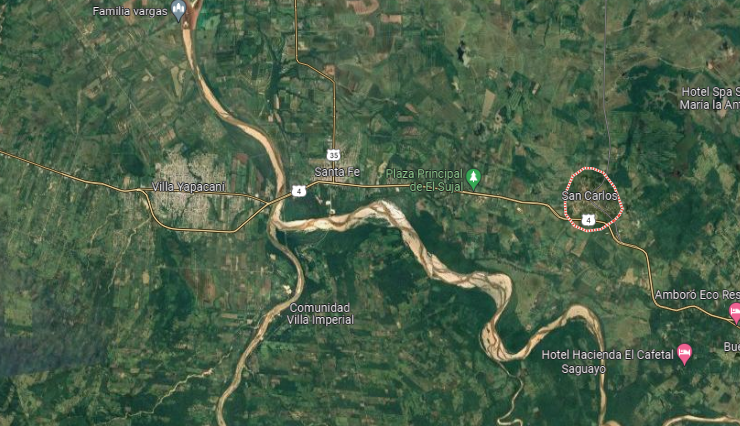 Familia vargas
Hotel Spa S
Maria la Am
35
Santa Fe
Plaza Principal
de El Sujal
Villa Yapacaní
4
San Carlos
4
Comunidad
Villa Imperial
Amboró Eco Res
Hotel Hacienda El Cafetal
Bue
Saguayo